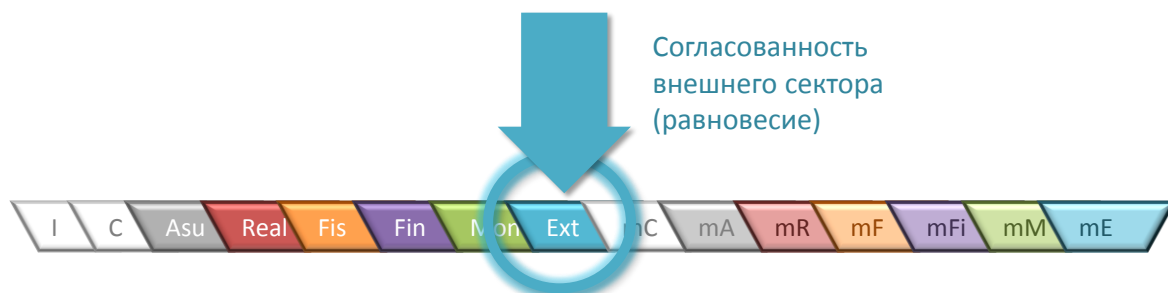 Согласованность
внешнего сектора
(равновесие)
I C Asu Real Fis Fin Mon Ext mC mA mR mF mFi mM mE